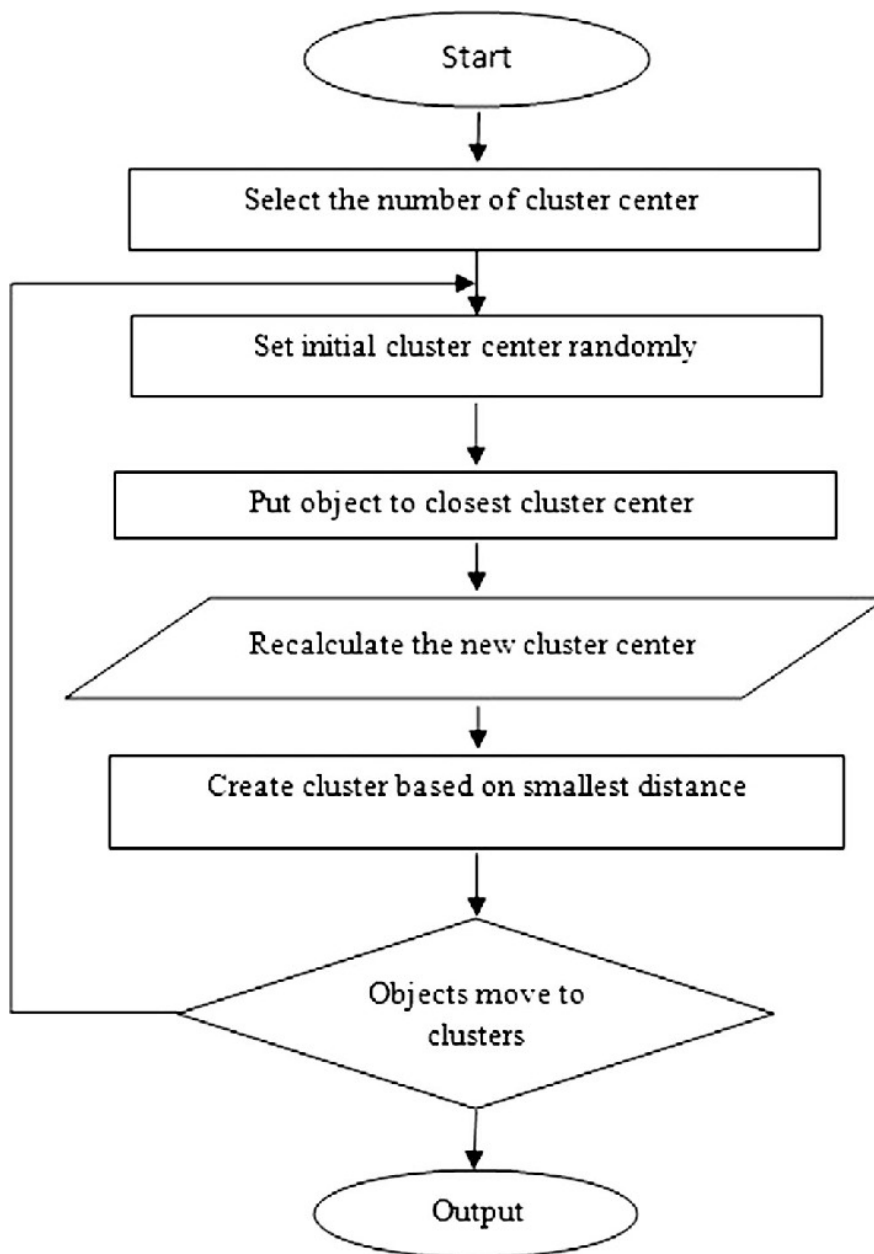 Start
Select the number of cluster center
Set initial cluster center randomly
Put object to closest cluster center
Recalculate the new cluster center
Create cluster based on smallest distance
Objects move to
clusters
Output